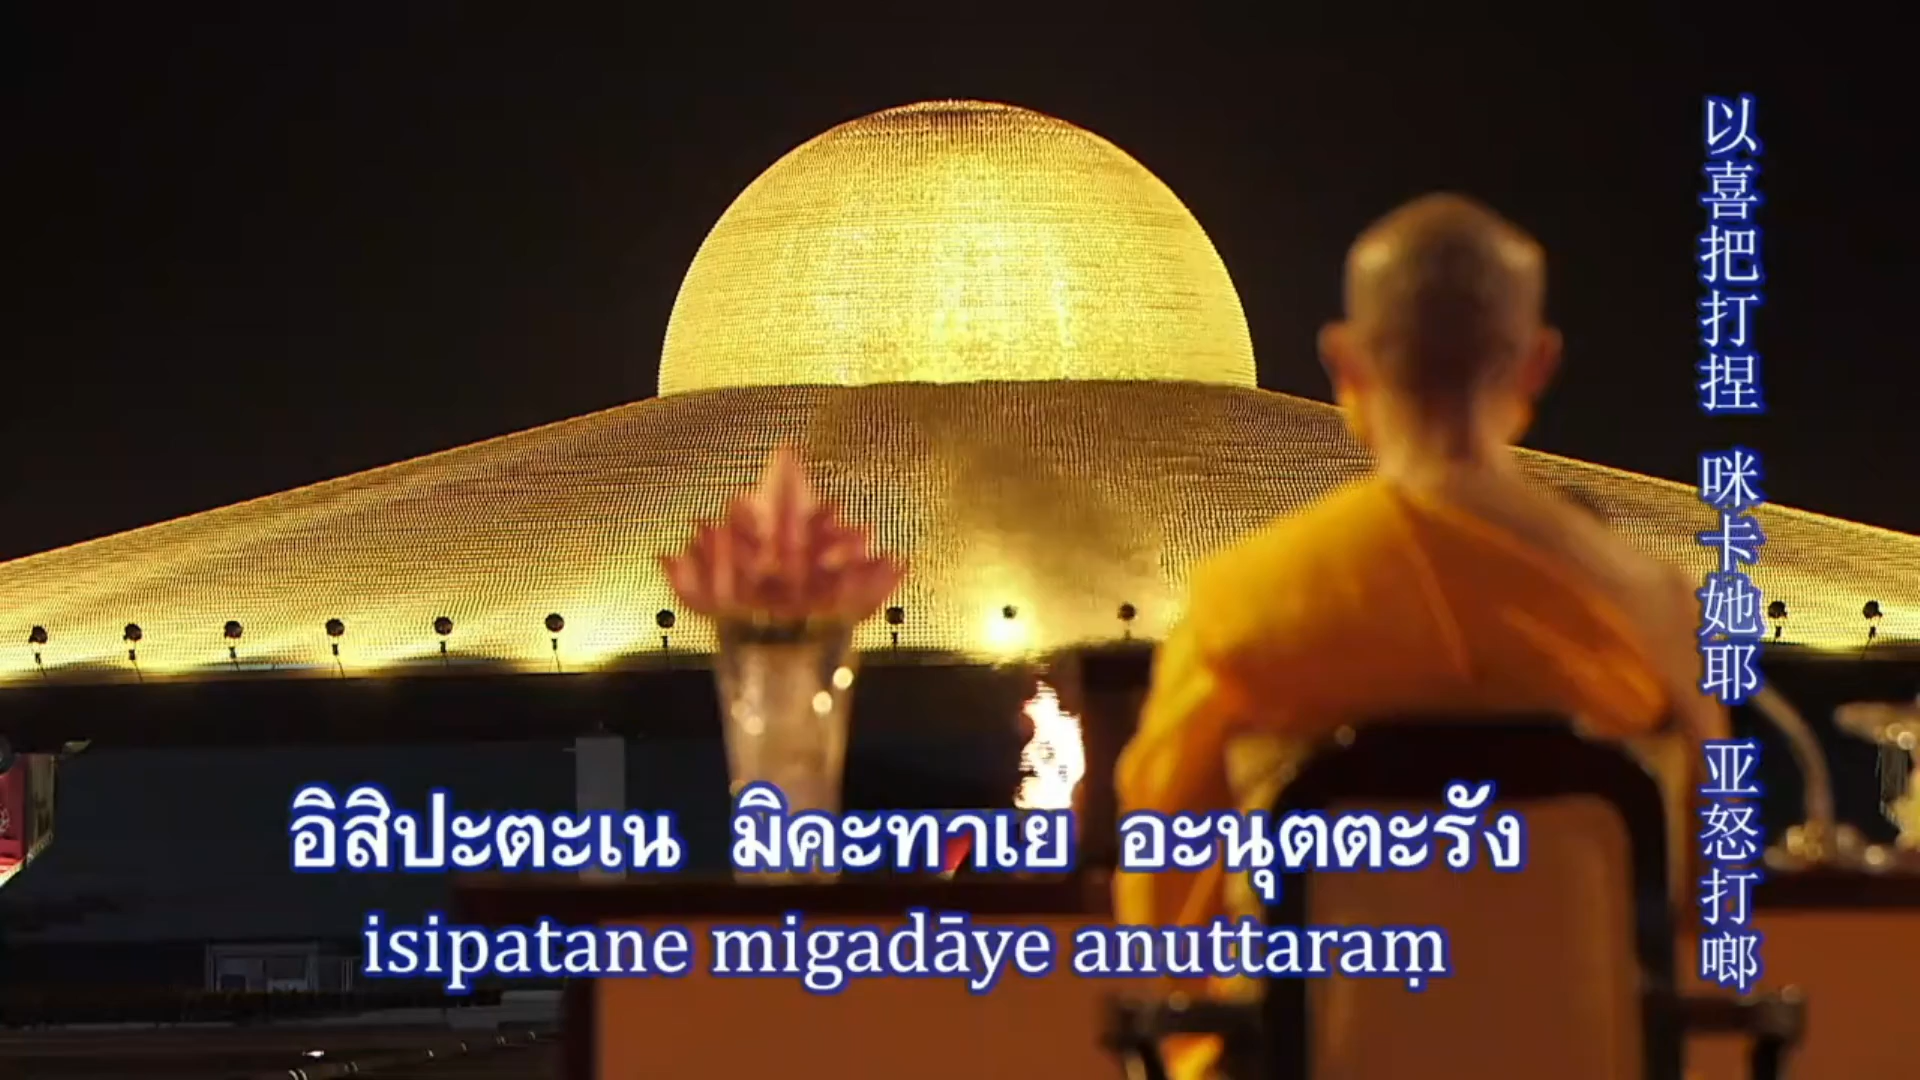 อิสิปะตะเน มิคะทาเย อะนุตตะรัง
isipatane migadāye anuttaraṃ
以喜把打捏 咪卡她耶 亚怒打啷